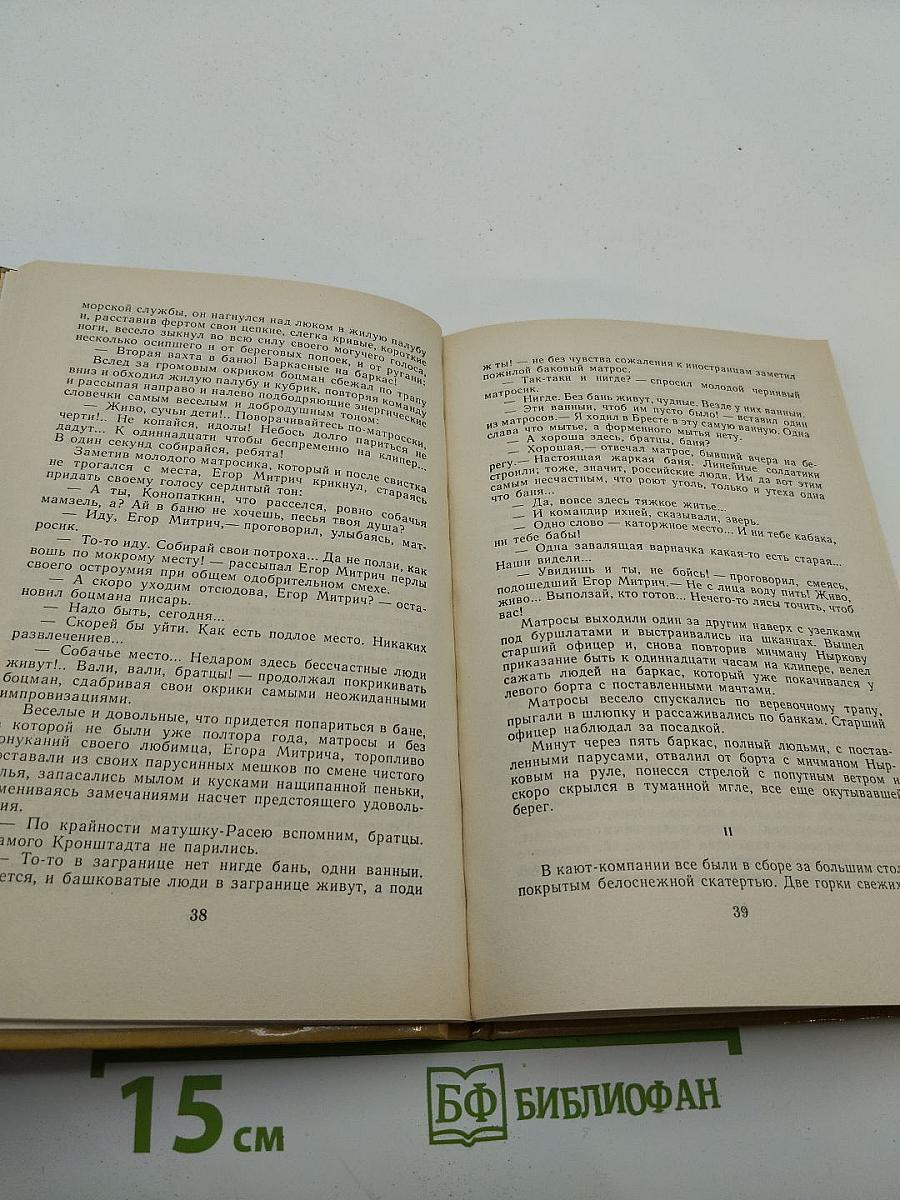 морской службы, он нагнулся над люком в жилую палубу
и, расставив фертом свои цепкие, слегка кривые, короткие
ноги, весело зыкнул во всю силу своего могучего голоса,
несколько осипшего и от береговых попоек, и от ругани:
— Вторая вахта в баню! Баркасные на баркас!
Вслед за громовым окриком боцман сбежал по трапу
вниз и обходил жилую палубу и кубрик, повторяя команду
и рассыпая направо и налево подбодряющие энергические
словечки самым веселым и добродушным тоном:
— Живо, сучьи дети!.. Поворачивайтесь по-матросски,
черти!.. Не копайся, идолы! Небось долго париться не
дадут... К одиннадцати чтобы беспременно на клипер...
В один секунд собирайся, ребята!
Заметив молодого матросика, который и после свистка
не трогался с места, Егор Митрич крикнул, стараясь
придать своему голосу сердитый тон:
— А ты, Конопаткин, что расселся, ровно собачья
мамзель, а? Ай в баню не хочешь, песья твоя душа?
— Иду, Егор Митрич,— проговорил, улыбаясь, мат-
росик.
— То-то иду. Собирай свои потроха... Да не ползи, как
вошь по мокрому месту! — рассыпал Егор Митрич перлы
своего остроумия при общем одобрительном смехе.
— А скоро уходим отсюдова, Егор Митрич? — оста-
новил боцмана писарь.
— Надо быть, сегодня...
— Скорей бы уйти. Как есть подлое место. Никаких
развлечениев...
— Собачье место... Недаром здесь бессчастные люди
живут!.. Вали, вали, братцы! — продолжал покрикивать
боцман, сдабривая свои окрики самыми неожиданными
импровизациями.
Веселые и довольные, что придется попариться в бане,
в которой не были уже полтора года, матросы и без
онуканий своего любимца, Егора Митрича, торопливо
оставали из своих парусинных мешков по смене чистого
лья, запасались мылом и кусками нащипанной пеньки,
мениваясь замечаниями насчет предстоящего удоволь-
ия.
— По крайности матушку-Расею вспомним, братцы.
амого Кронштадта не парились.
— То-то в загранице нет нигде бань, одни ванныи.
ется, и башковатые люди в загранице живут, а поди
38
ж ты! — не без чувства сожаления к иностранцам заметил
пожилой баковый матрос.
— Так-таки и нигде? — спросил молодой чернявый
матросик.
— Нигде. Без бань живут, чудные. Везде у них ванныи.
— Эти ванныи, чтоб им пусто было! — вставил один
из матросов.— Я ходил в Бресте в эту самую ванную. Одна
слава что мытье, а форменного мытья нету.
— А хороша здесь, братцы, баня?
— Хорошая,— отвечал матрос, бывший вчера на бе-
регу.— Настоящая жаркая баня. Линейные солдатики
строили; тоже, значит, российские люди. Им да вот этим
самым несчастным, что роют уголь, только и утеха одна
что баня...
— Да, вовсе здесь тяжкое житье...
— И командир ихней, сказывали, зверь.
— Одно слово — каторжное место... И ни тебе кабака,
ни тебе бабы!
— Одна завалящая варначка какая-то есть старая...
Наши видели...
— Увидишь и ты, не бойсь! — проговорил, смеясь,
подошедший Егор Митрич.— Не с лица воду пить! Живо,
живо... Выползай, кто готов... Нечего-то лясы точить, чтоб
вас!
Матросы выходили один за другим наверх с узелками
под буршлатами и выстраивались на шканцах. Вышел
старший офицер и, снова повторив мичману Ныркову
приказание быть к одиннадцати часам на клипере, велел
сажать людей на баркас, который уже покачивался у
левого борта с поставленными мачтами.
Матросы весело спускались по веревочному трапу,
прыгали в шлюпку и рассаживались по банкам. Старший
офицер наблюдал за посадкой.
Минут через пять баркас, полный людьми, с постав-
ленными парусами, отвалил от борта с мичманом Ныр-
ковым на руле, понесся стрелой с попутным ветром и
скоро скрылся в туманной мгле, все еще окутывавшей
берег.
II
В кают-компании все были в сборе за большим стол
покрытым белоснежной скатертью. Две горки свежих
39
15 см
БФ БИБЛИОФАН